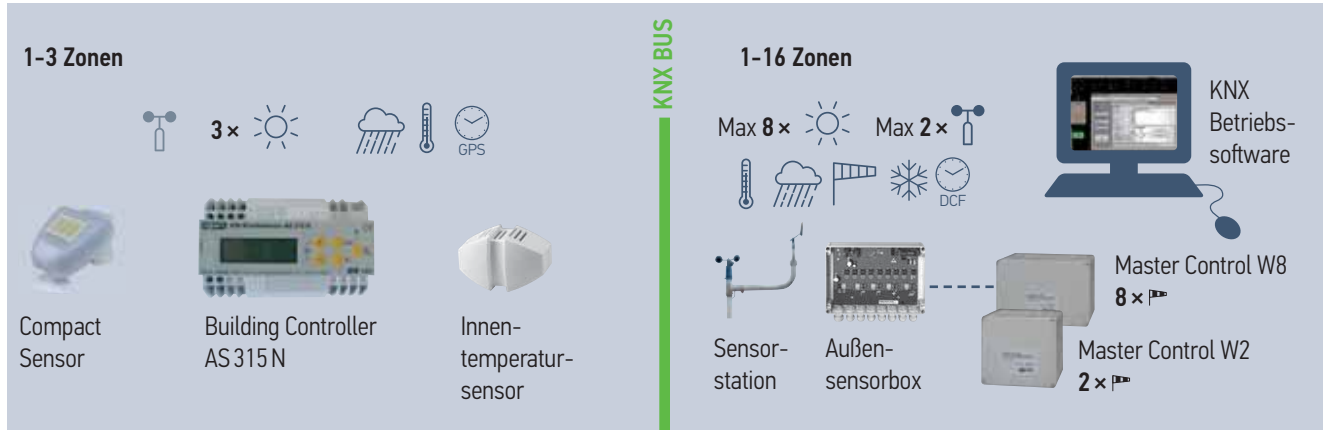 1-3 Zonen
3 ×
GPS
Compact
Sensor
Building Controller
AS 315 N
Innen-
temperatur-
sensor
KNX BUS
1-16 Zonen
Max 8 ×
Max 2 ×
DCF
KNX
Betriebs-
software
Sensor-
station
Außen-
sensorbox
Master Control W8
8 ×
Master Control W2
2 ×